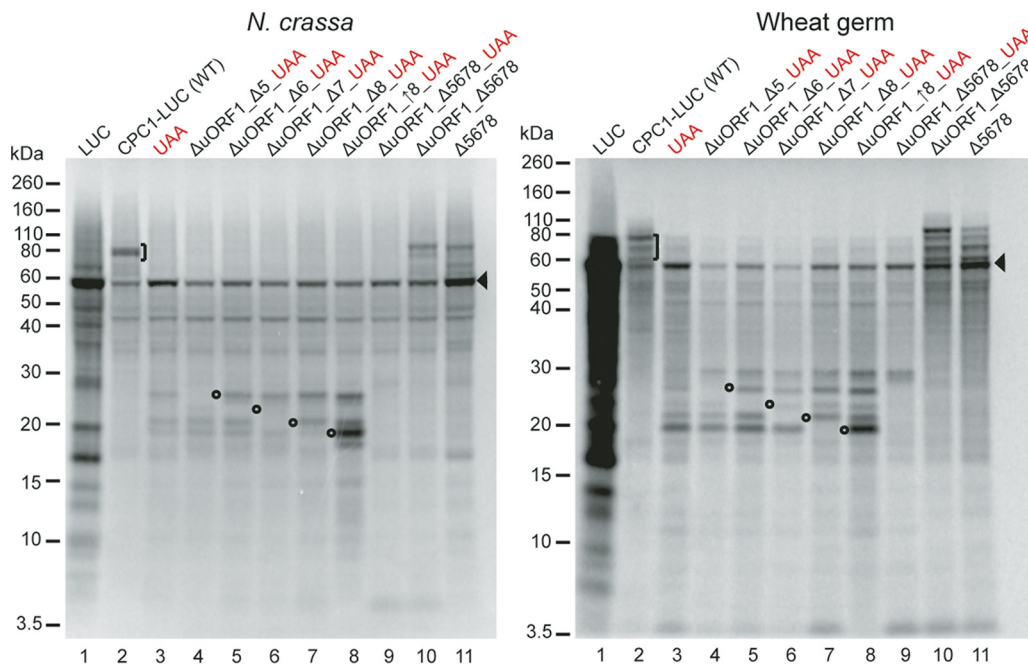 N. crassa
LUC
CPC1-LUC (WT)
UAA
ΔuORF1_Δ5_UAA
ΔuORF1_Δ6_UAA
ΔuORF1_Δ7_UAA
ΔuORF1_Δ8_UAA
ΔuORF1_↑8_UAA
ΔuORF1_Δ5678_UAA
ΔuORF1_Δ5678
Δ5678
kDa
260
160
110
80
60
50
40
30
20
15
10
3.5
1 2 3 4 5 6 7 8 9 10 11
Wheat germ
LUC
CPC1-LUC (WT)
UAA
ΔuORF1_Δ5_UAA
ΔuORF1_Δ6_UAA
ΔuORF1_Δ7_UAA
ΔuORF1_Δ8_UAA
ΔuORF1_↑8_UAA
ΔuORF1_Δ5678_UAA
ΔuORF1_Δ5678
Δ5678
kDa
260
160
110
80
60
50
40
30
20
15
10
3.5
1 2 3 4 5 6 7 8 9 10 11